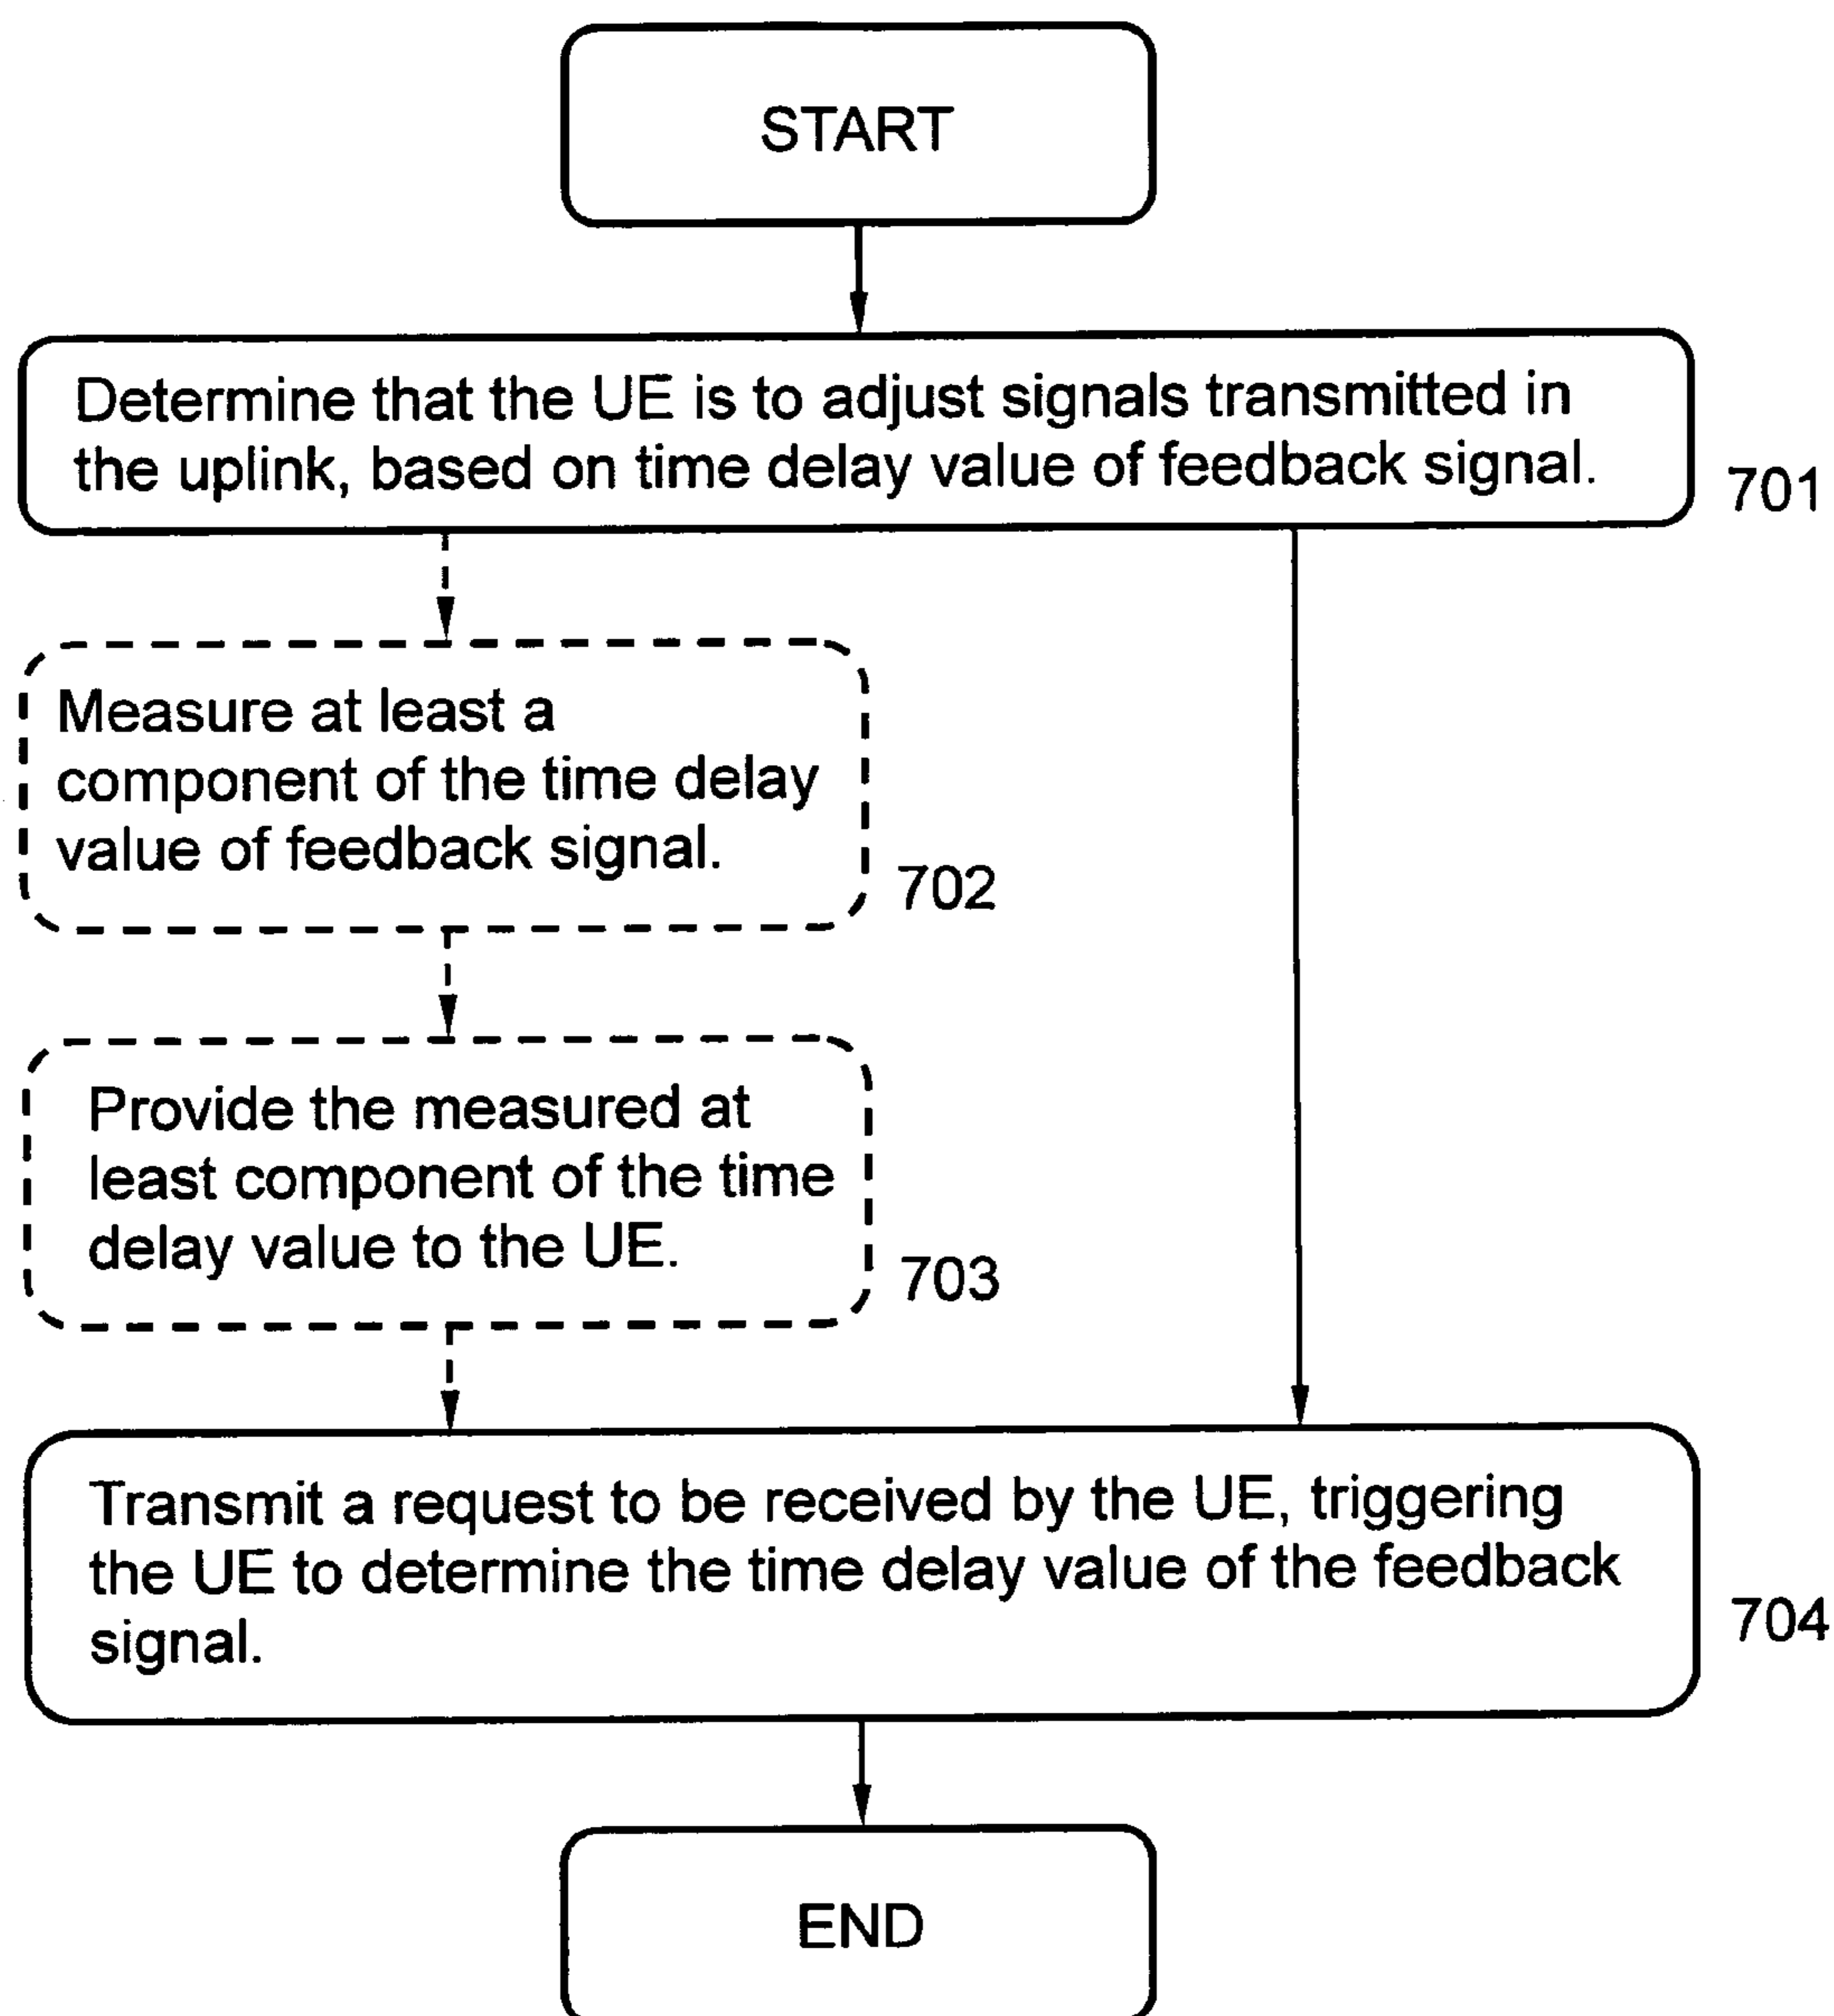 START
Determine that the UE is to adjust signals transmitted in
the uplink, based on time delay value of feedback signal.
701
Measure at least a
component of the time delay
value of feedback signal.
702
Provide the measured at
least component of the time
delay value to the UE.
703
Transmit a request to be received by the UE, triggering
the UE to determine the time delay value of the feedback
signal.
704
END